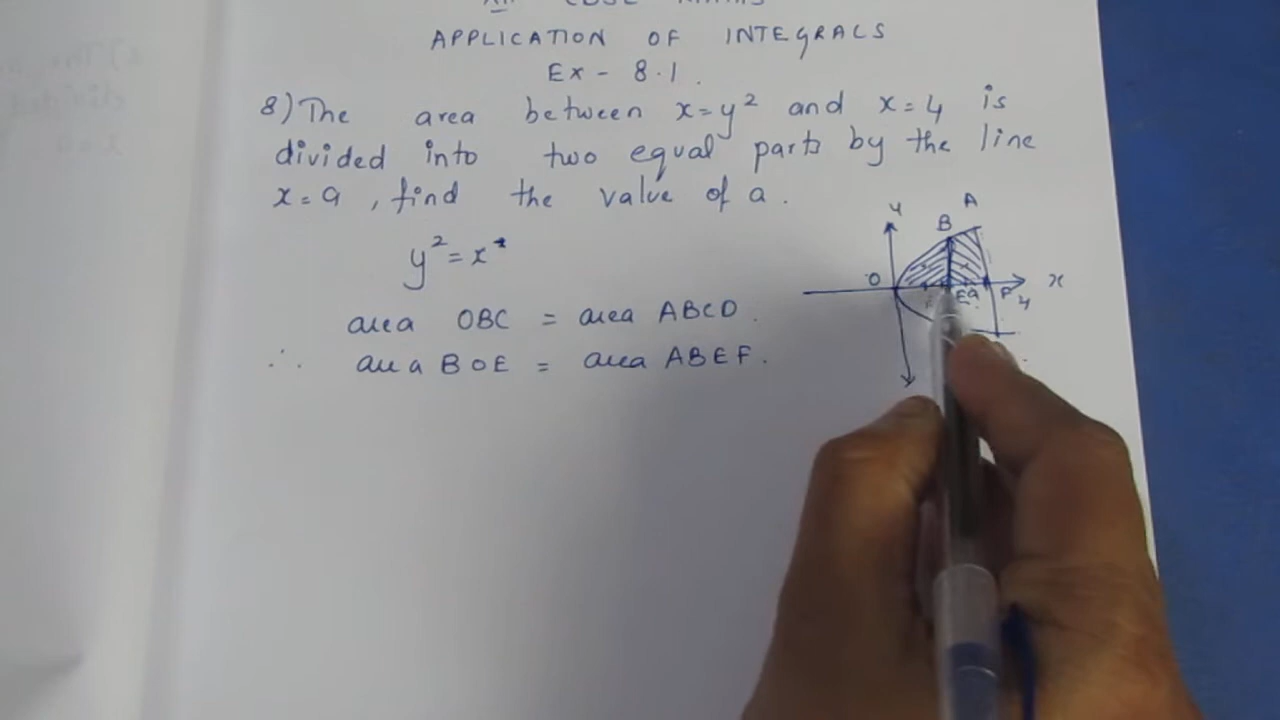 APPLICATION OF INTEGRALS
Ex - 8.1.
8) The area between x=y² and x=4 is
divided into two equal parts by the line
x=a, find the value of a.
y² = x
area OBC = area ABCD.
∴ area BOE = area ABEF.
y
A
B
O
E a
F
4
x